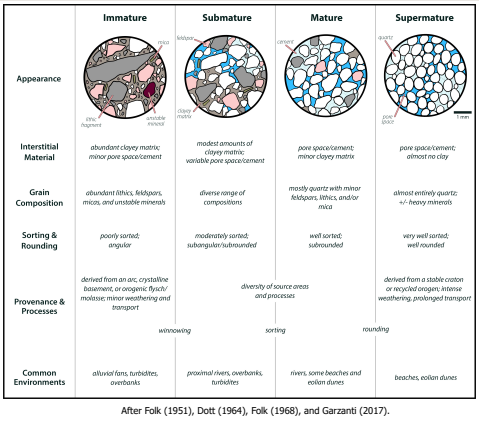 Immature Submature Mature Supermature
Appearance
mica
feldspar
cement
quartz
lithic
fragment
unstable
mineral
clayey
matrix
pore
space
1 mm
Interstitial
Material
abundant clayey matrix;
minor pore space/cement
modest amounts of
clayey matrix;
variable pore space/cement
pore space/cement;
minor clayey matrix
pore space/cement;
almost no clay
Grain
Composition
abundant lithics, feldspars,
micas, and unstable minerals
diverse range of
compositions
mostly quartz with minor
feldspars, lithics, and/or
mica
almost entirely quartz;
+/- heavy minerals
Sorting &
Rounding
poorly sorted;
angular
moderately sorted;
subangular/subrounded
well sorted;
subrounded
very well sorted;
well rounded
Provenance &
Processes
derived from an arc, crystalline
basement, or orogenic flysch/
molasse; minor weathering and
transport
diversity of source areas
and processes
derived from a stable craton
or recycled orogen; intense
weathering, prolonged transport
winnowing sorting rounding
Common
Environments
alluvial fans, turbidites,
overbanks
proximal rivers, overbanks,
turbidites
rivers, some beaches and
eolian dunes
beaches, eolian dunes
After Folk (1951), Dott (1964), Folk (1968), and Garzanti (2017).